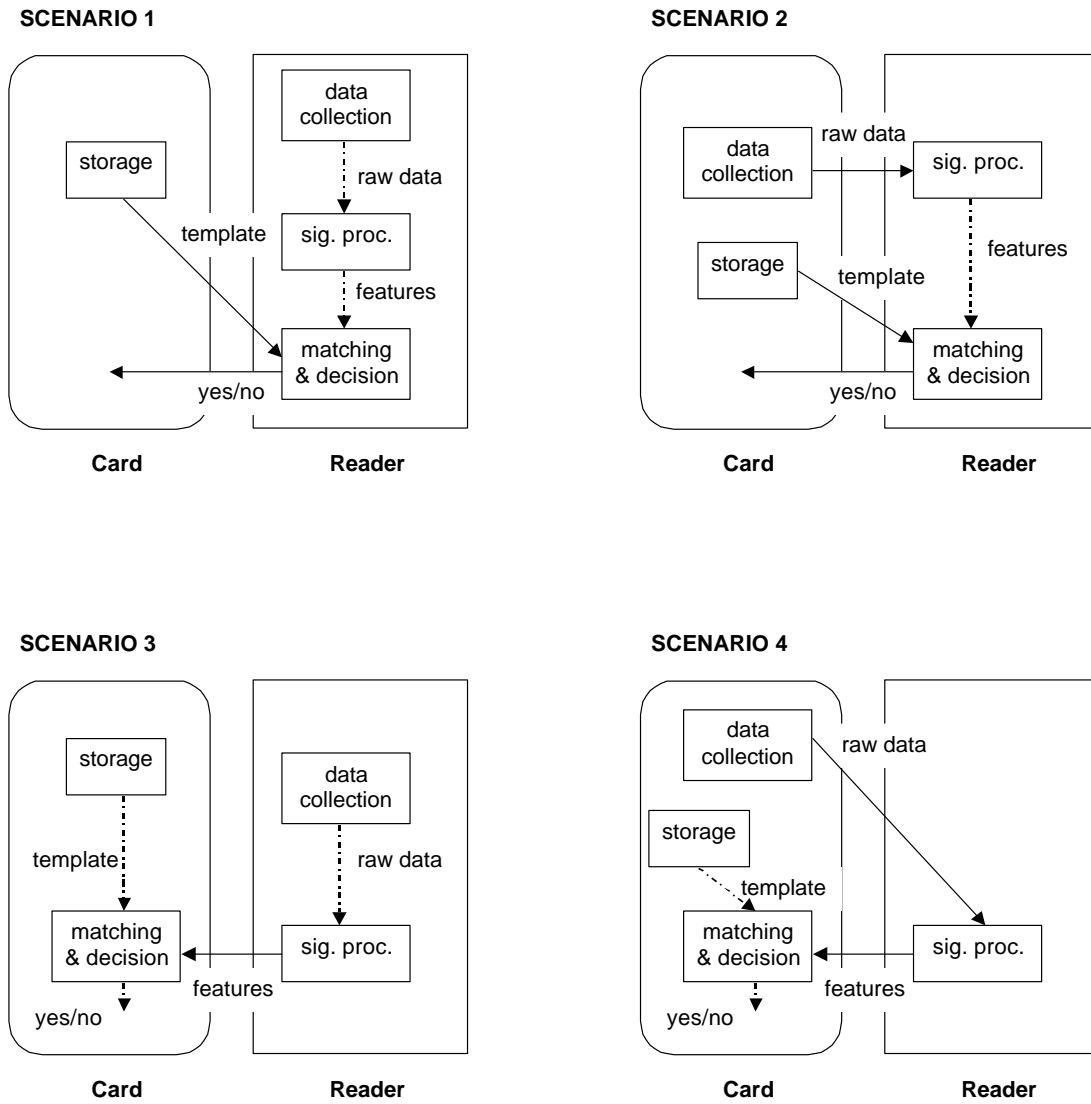 SCENARIO 1
data
collection
storage
raw data
template
sig. proc.
features
matching
& decision
yes/no
Card
Reader
SCENARIO 2
data
collection
raw data
sig. proc.
storage
template
features
matching
& decision
yes/no
Card
Reader
SCENARIO 3
storage
data
collection
template
raw data
matching
& decision
sig. proc.
features
yes/no
Card
Reader
SCENARIO 4
data
collection
raw data
storage
template
matching
& decision
sig. proc.
features
yes/no
Card
Reader